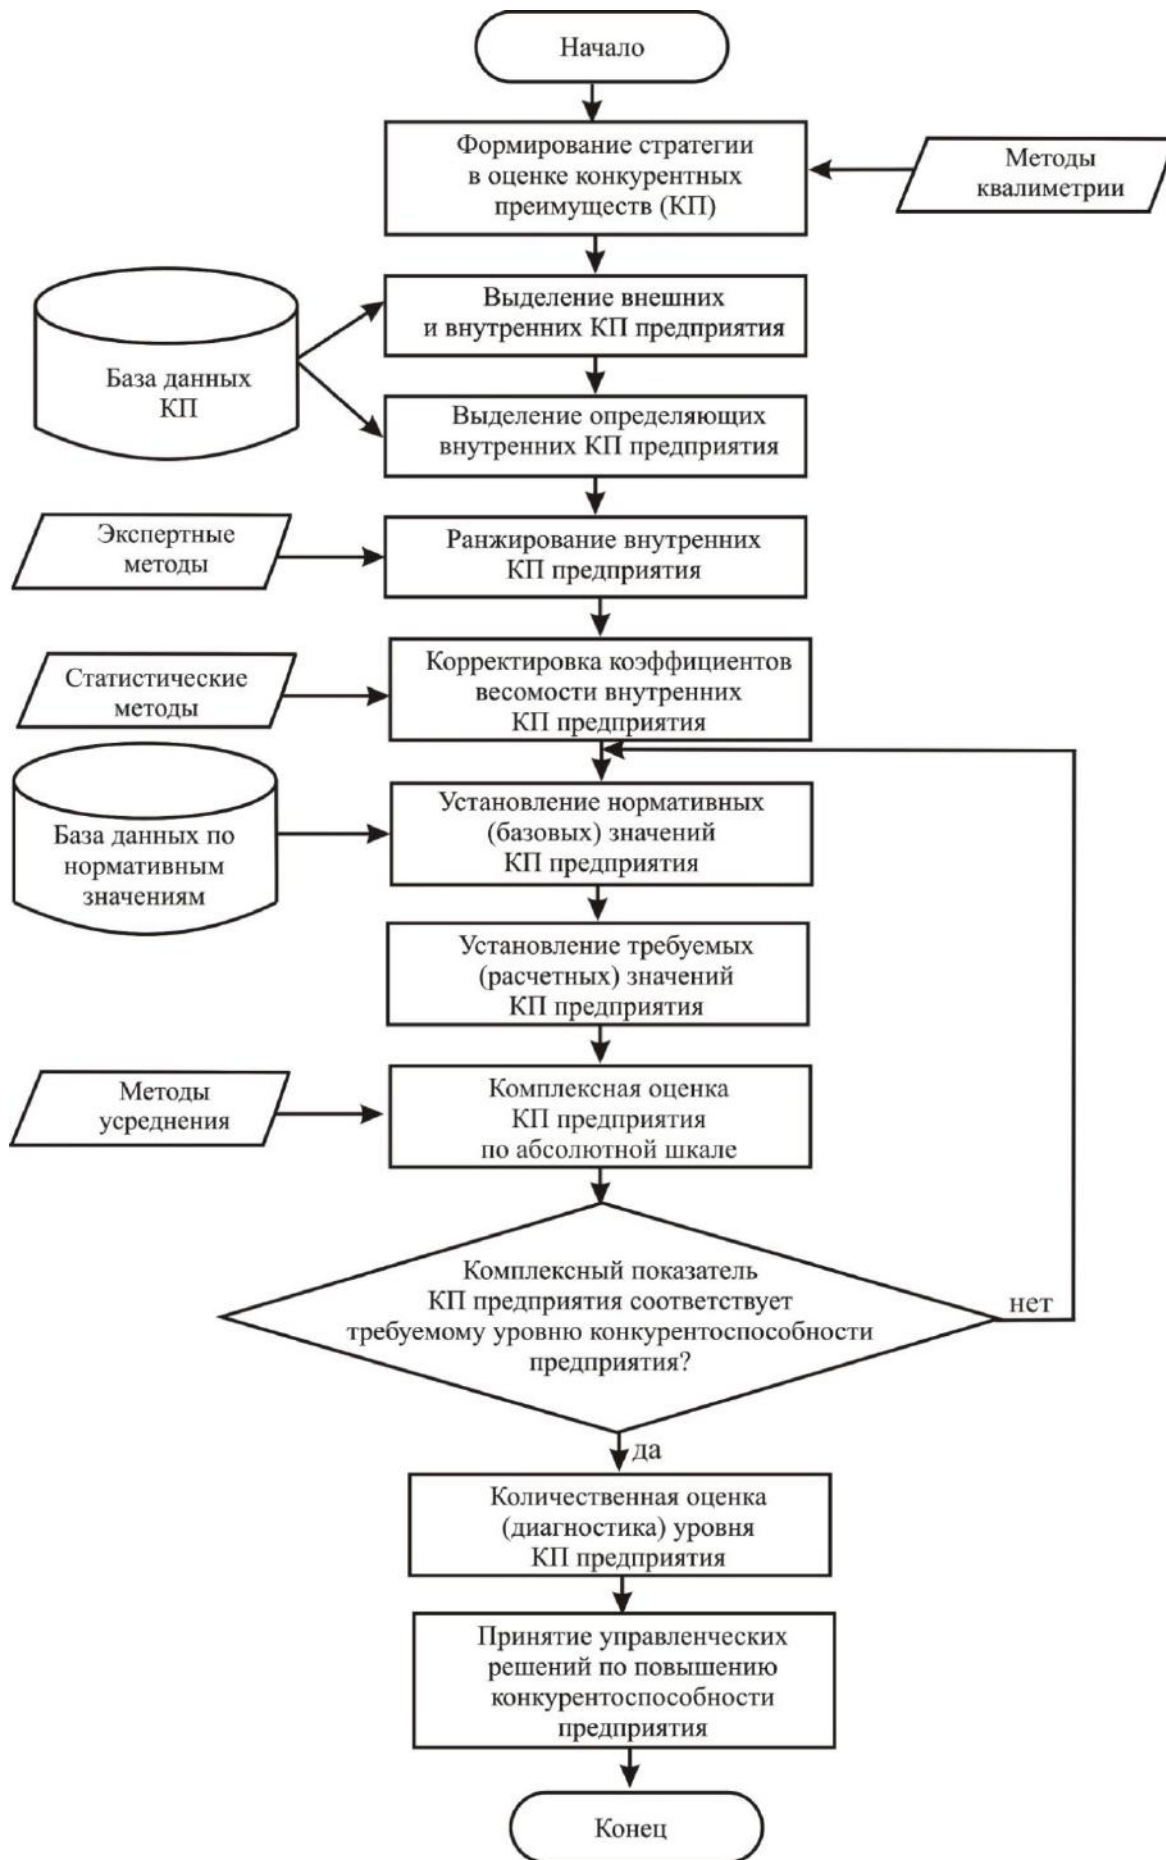 Начало
Формирование стратегии
в оценке конкурентных
преимуществ (КП)
Методы
квалиметрии
Выделение внешних
и внутренних КП предприятия
База данных
КП
Выделение определяющих
внутренних КП предприятия
Экспертные
методы
Ранжирование внутренних
КП предприятия
Статистические
методы
Корректировка коэффициентов
весомости внутренних
КП предприятия
База данных по
нормативным
значениям
Установление нормативных
(базовых) значений
КП предприятия
Установление требуемых
(расчетных) значений
КП предприятия
Методы
усреднения
Комплексная оценка
КП предприятия
по абсолютной шкале
Комплексный показатель
КП предприятия соответствует
требуемому уровню конкурентоспособности
предприятия?
нет
да
Количественная оценка
(диагностика) уровня
КП предприятия
Принятие управленческих
решений по повышению
конкурентоспособности
предприятия
Конец